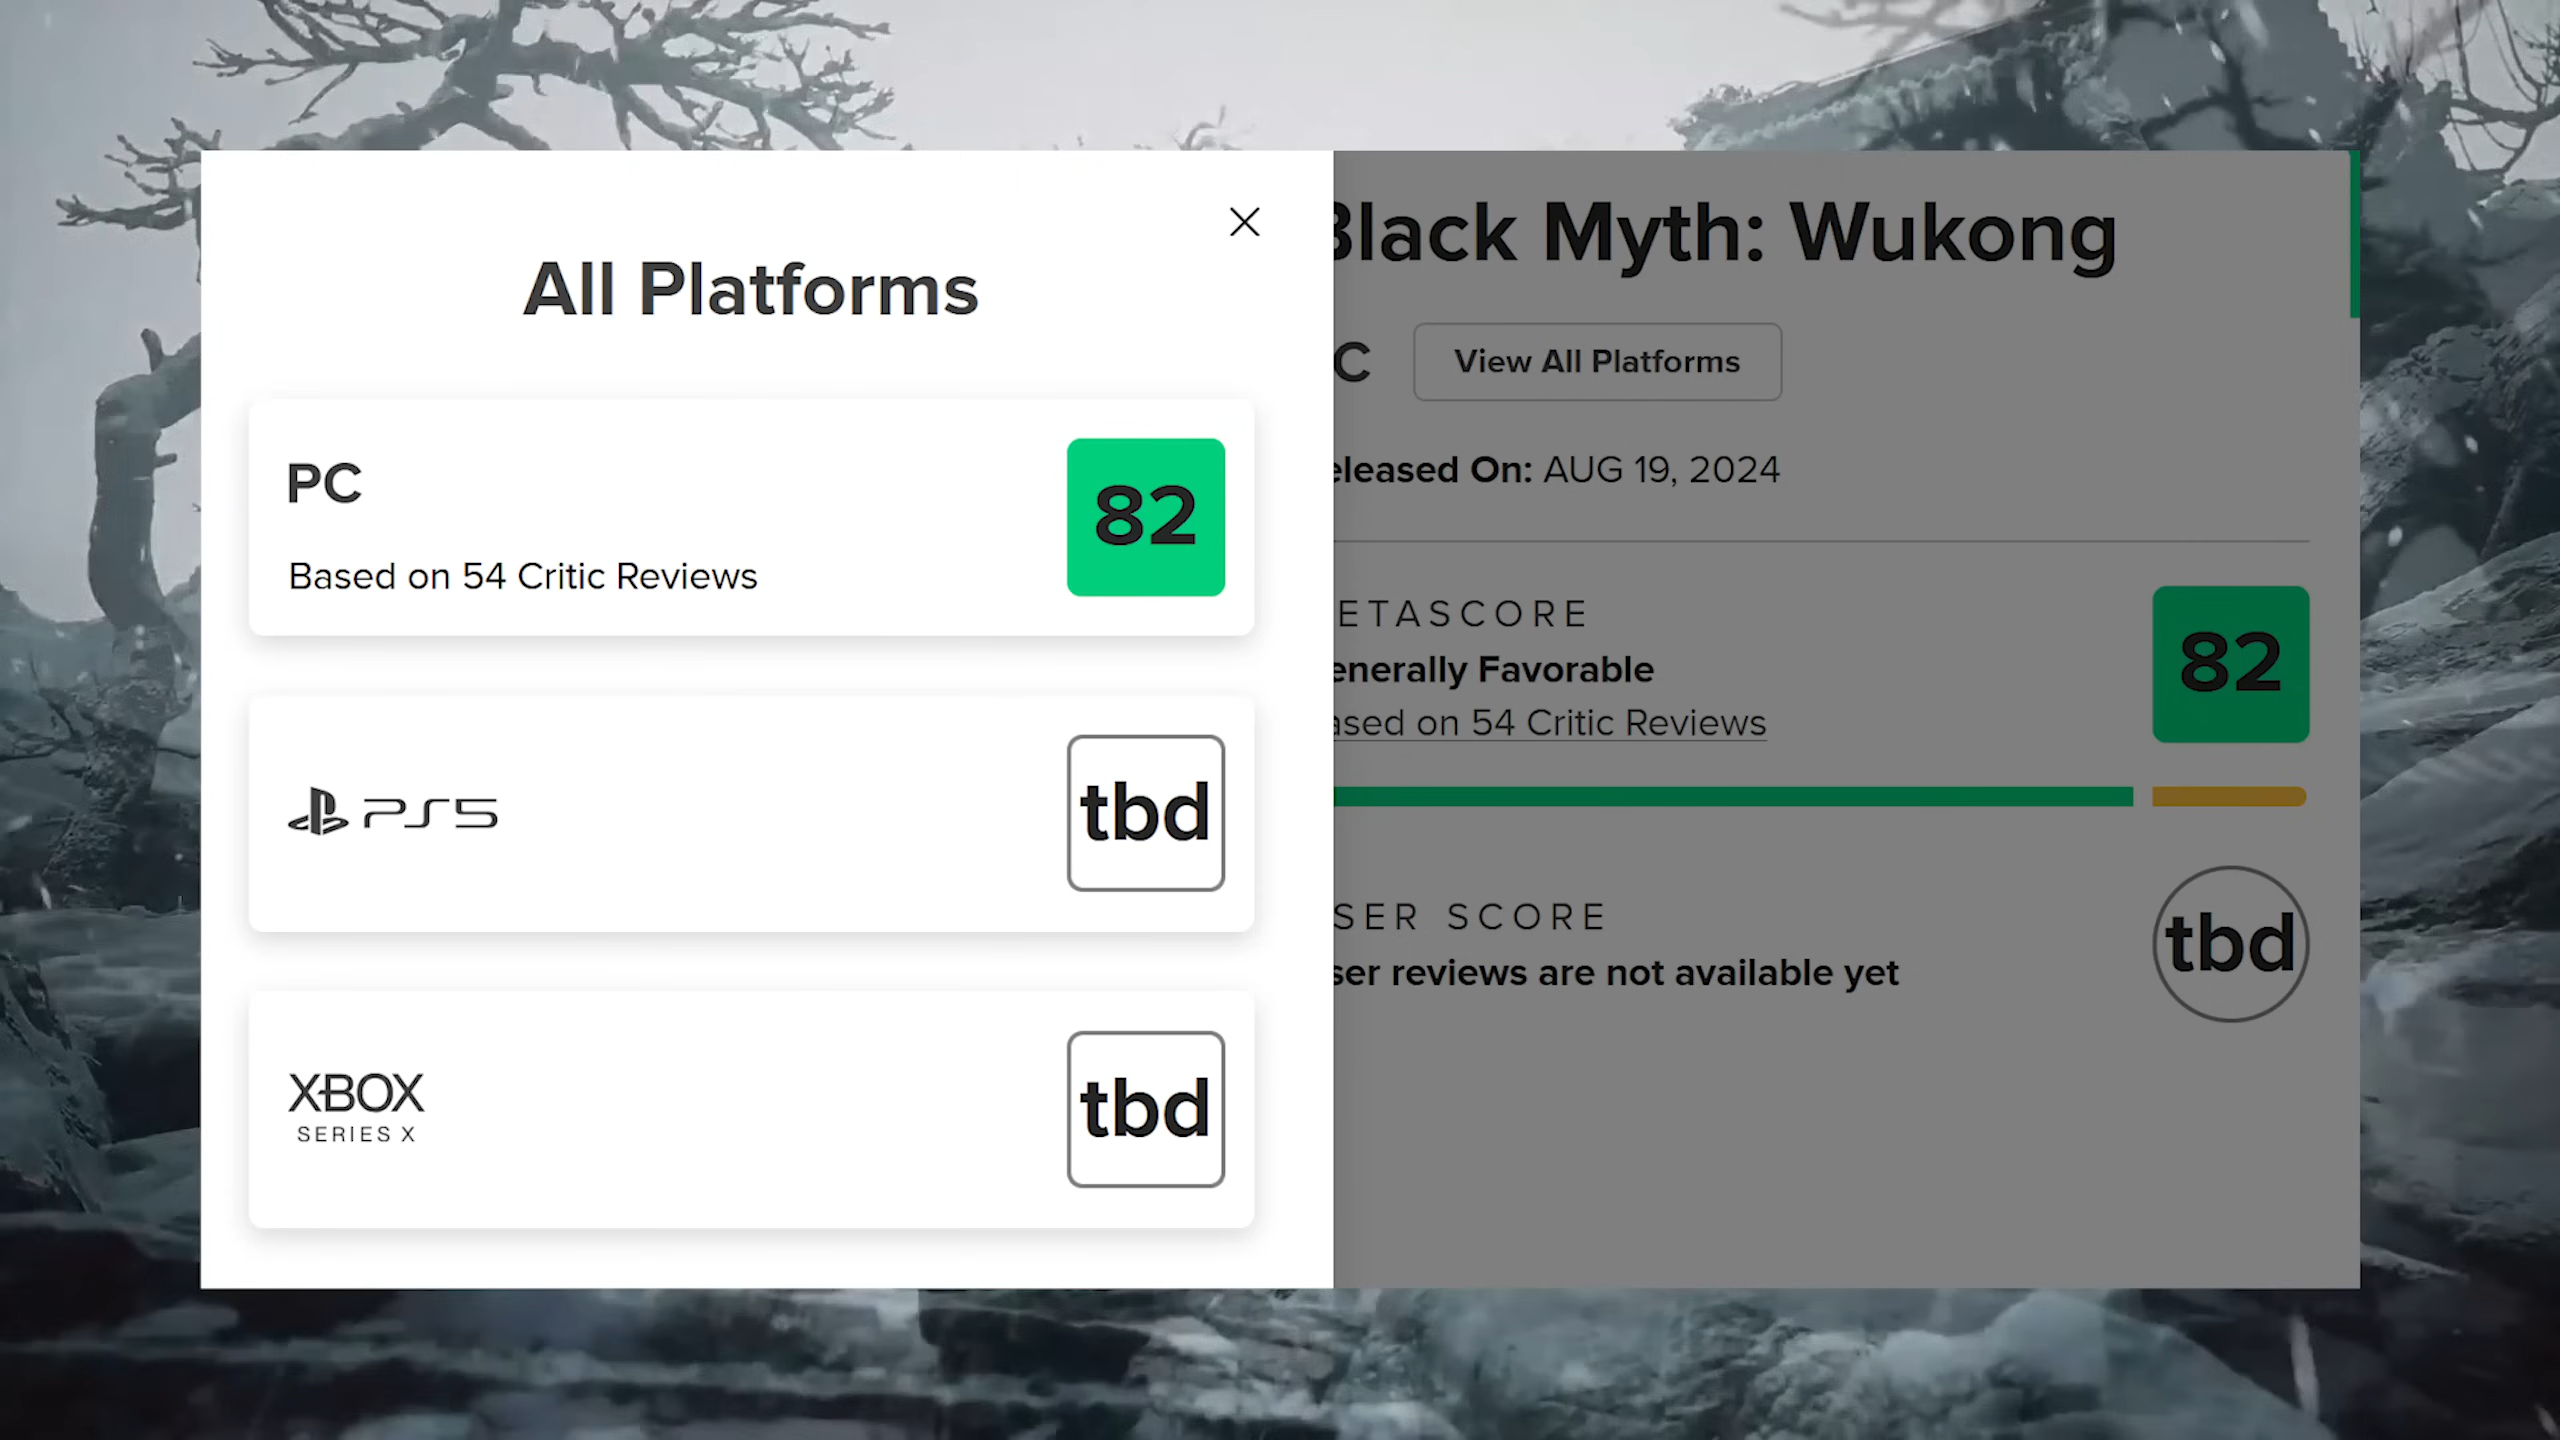 All Platforms
PC
82
Based on 54 Critic Reviews
PS5
tbd
XBOX
SERIES X
tbd
Black Myth: Wukong
C
View All Platforms
eleased On: AUG 19, 2024
ETASCORE
enerally Favorable
ased on 54 Critic Reviews
82
SER SCORE
ser reviews are not available yet
tbd